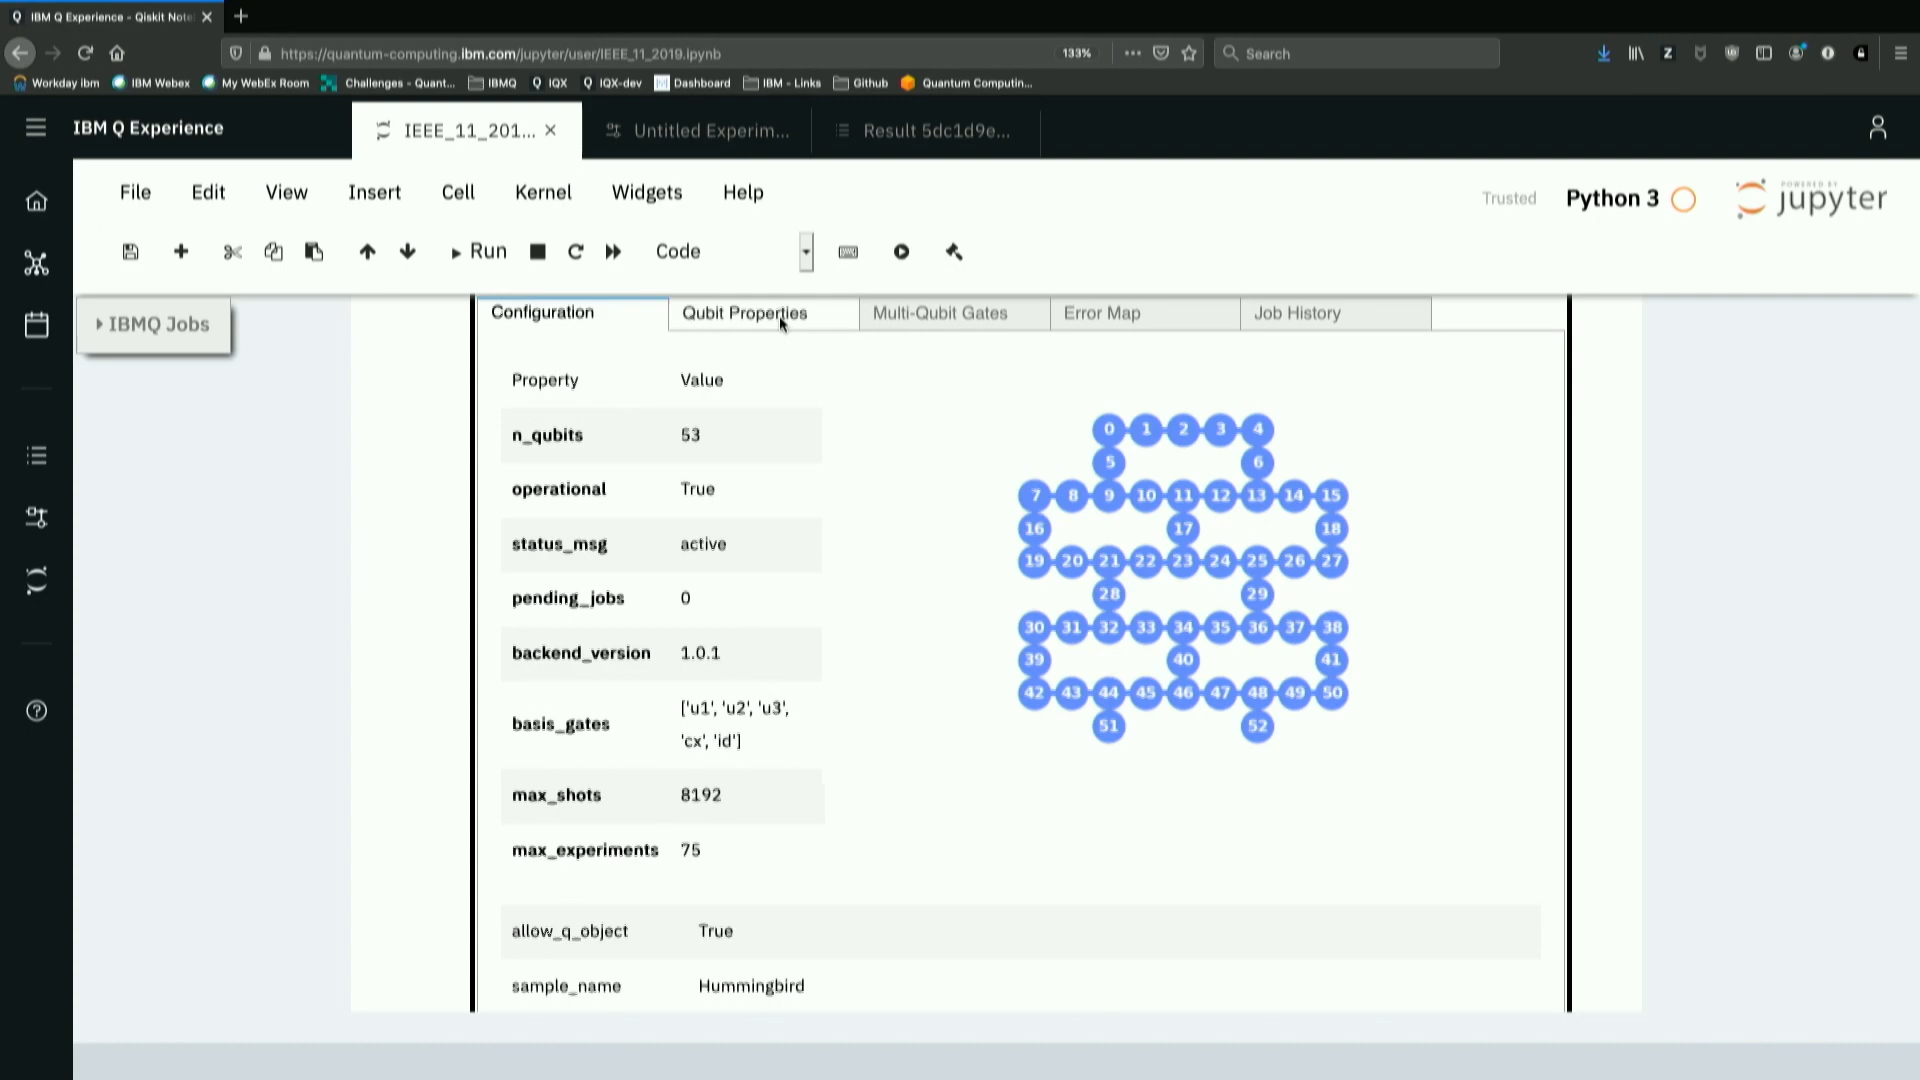 IBM Q Experience - Qiskit Note
https://quantum-computing.ibm.com/jupyter/user/IEEE_11_2019.ipynb
133%
Search
Workday ibm
IBM Webex
My WebEx Room
Challenges - Quant...
IBMQ
IQX
IQX-dev
Dashboard
IBM - Links
Github
Quantum Computin...
IBM Q Experience
IEEE_11_201...
Untitled Experim...
Result 5dc1d9e...
File Edit View Insert Cell Kernel Widgets Help
Trusted
Python 3
POWERED BY
jupyter
Run
Code
IBMQ Jobs
Configuration
Qubit Properties
Multi-Qubit Gates
Error Map
Job History
Property Value
n_qubits 53
operational True
status_msg active
pending_jobs 0
backend_version 1.0.1
basis_gates ['u1', 'u2', 'u3',
'cx', 'id']
max_shots 8192
max_experiments 75
allow_q_object True
sample_name Hummingbird
0 1 2 3 4
5 6
7 8 9 10 11 12 13 14 15
16 17 18
19 20 21 22 23 24 25 26 27
28 29
30 31 32 33 34 35 36 37 38
39 40 41
42 43 44 45 46 47 48 49 50
51 52